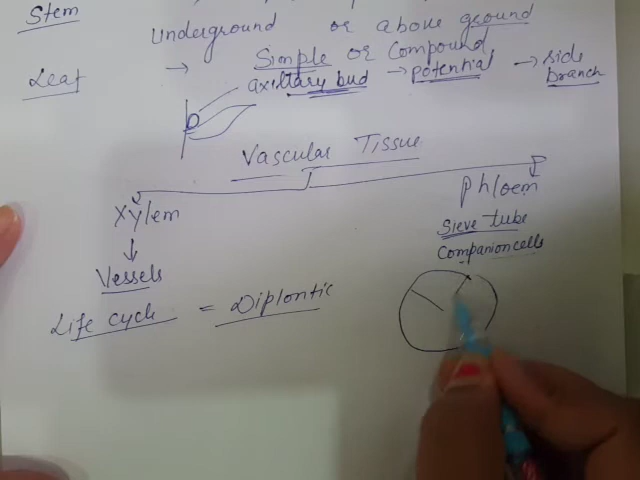 Stem
Underground or above ground
Leaf → Simple or Compound
axillary bud → potential → side branch
Vascular Tissue
Xylem
Phloem
Vessels
Sieve tube
Companion cells
Life cycle = Diplontic